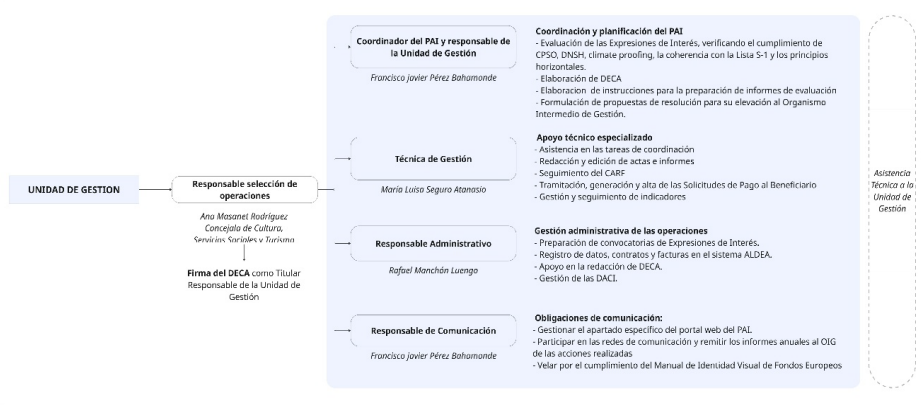 UNIDAD DE GESTION
Responsable selección de
operaciones
Ana Masanet Rodríguez
Concejala de Cultura,
Servicios Sociales y Turismo
Firma del DECA como Titular
Responsable de la Unidad de
Gestión
Coordinador del PAI y responsable de
la Unidad de Gestión
Francisco javier Pérez Bahamonde
Coordinación y planificación del PAI
- Evaluación de las Expresiones de Interés, verificando el cumplimiento de
CPSO, DNSH, climate proofing, la coherencia con la Lista S-1 y los principios
horizontales.
- Elaboración de DECA
- Elaboracion de instrucciones para la preparación de informes de evaluación
- Formulación de propuestas de resolución para su elevación al Organismo
Intermedio de Gestión.
Técnica de Gestión
María Luisa Seguro Atanasio
Apoyo técnico especializado
- Asistencia en las tareas de coordinación
- Redacción y edición de actas e informes
- Seguimiento del CARF
- Tramitación, generación y alta de las Solicitudes de Pago al Beneficiario
- Gestión y seguimiento de indicadores
Responsable Administrativo
Rafael Manchón Luengo
Gestión administrativa de las operaciones
- Preparación de convocatorias de Expresiones de Interés.
- Registro de datos, contratos y facturas en el sistema ALDEA.
- Apoyo en la redacción de DECA.
- Gestión de las DACI.
Responsable de Comunicación
Francisco javier Pérez Bahamonde
Obligaciones de comunicación:
- Gestionar el apartado específico del portal web del PAI.
- Participar en las redes de comunicación y remitir los informes anuales al OIG
de las acciones realizadas
- Velar por el cumplimiento del Manual de Identidad Visual de Fondos Europeos
Asistencia
Técnica a la
Unidad de
Gestión